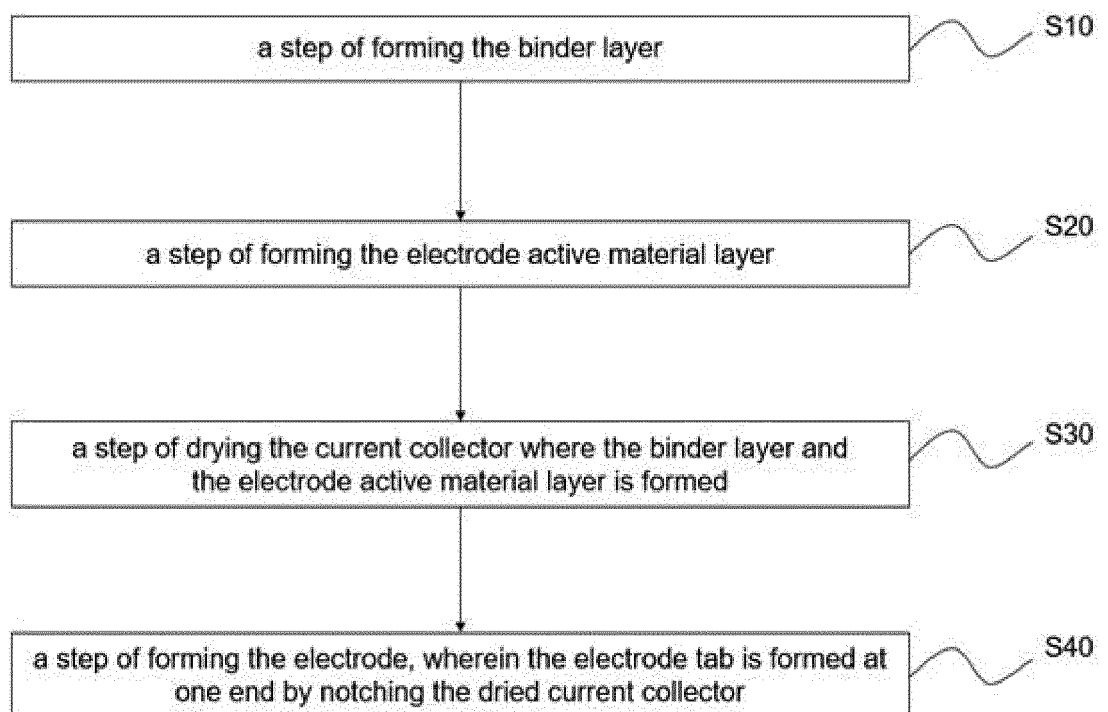 a step of forming the binder layer
S10
a step of forming the electrode active material layer
S20
a step of drying the current collector where the binder layer and
the electrode active material layer is formed
S30
a step of forming the electrode, wherein the electrode tab is formed at
one end by notching the dried current collector
S40